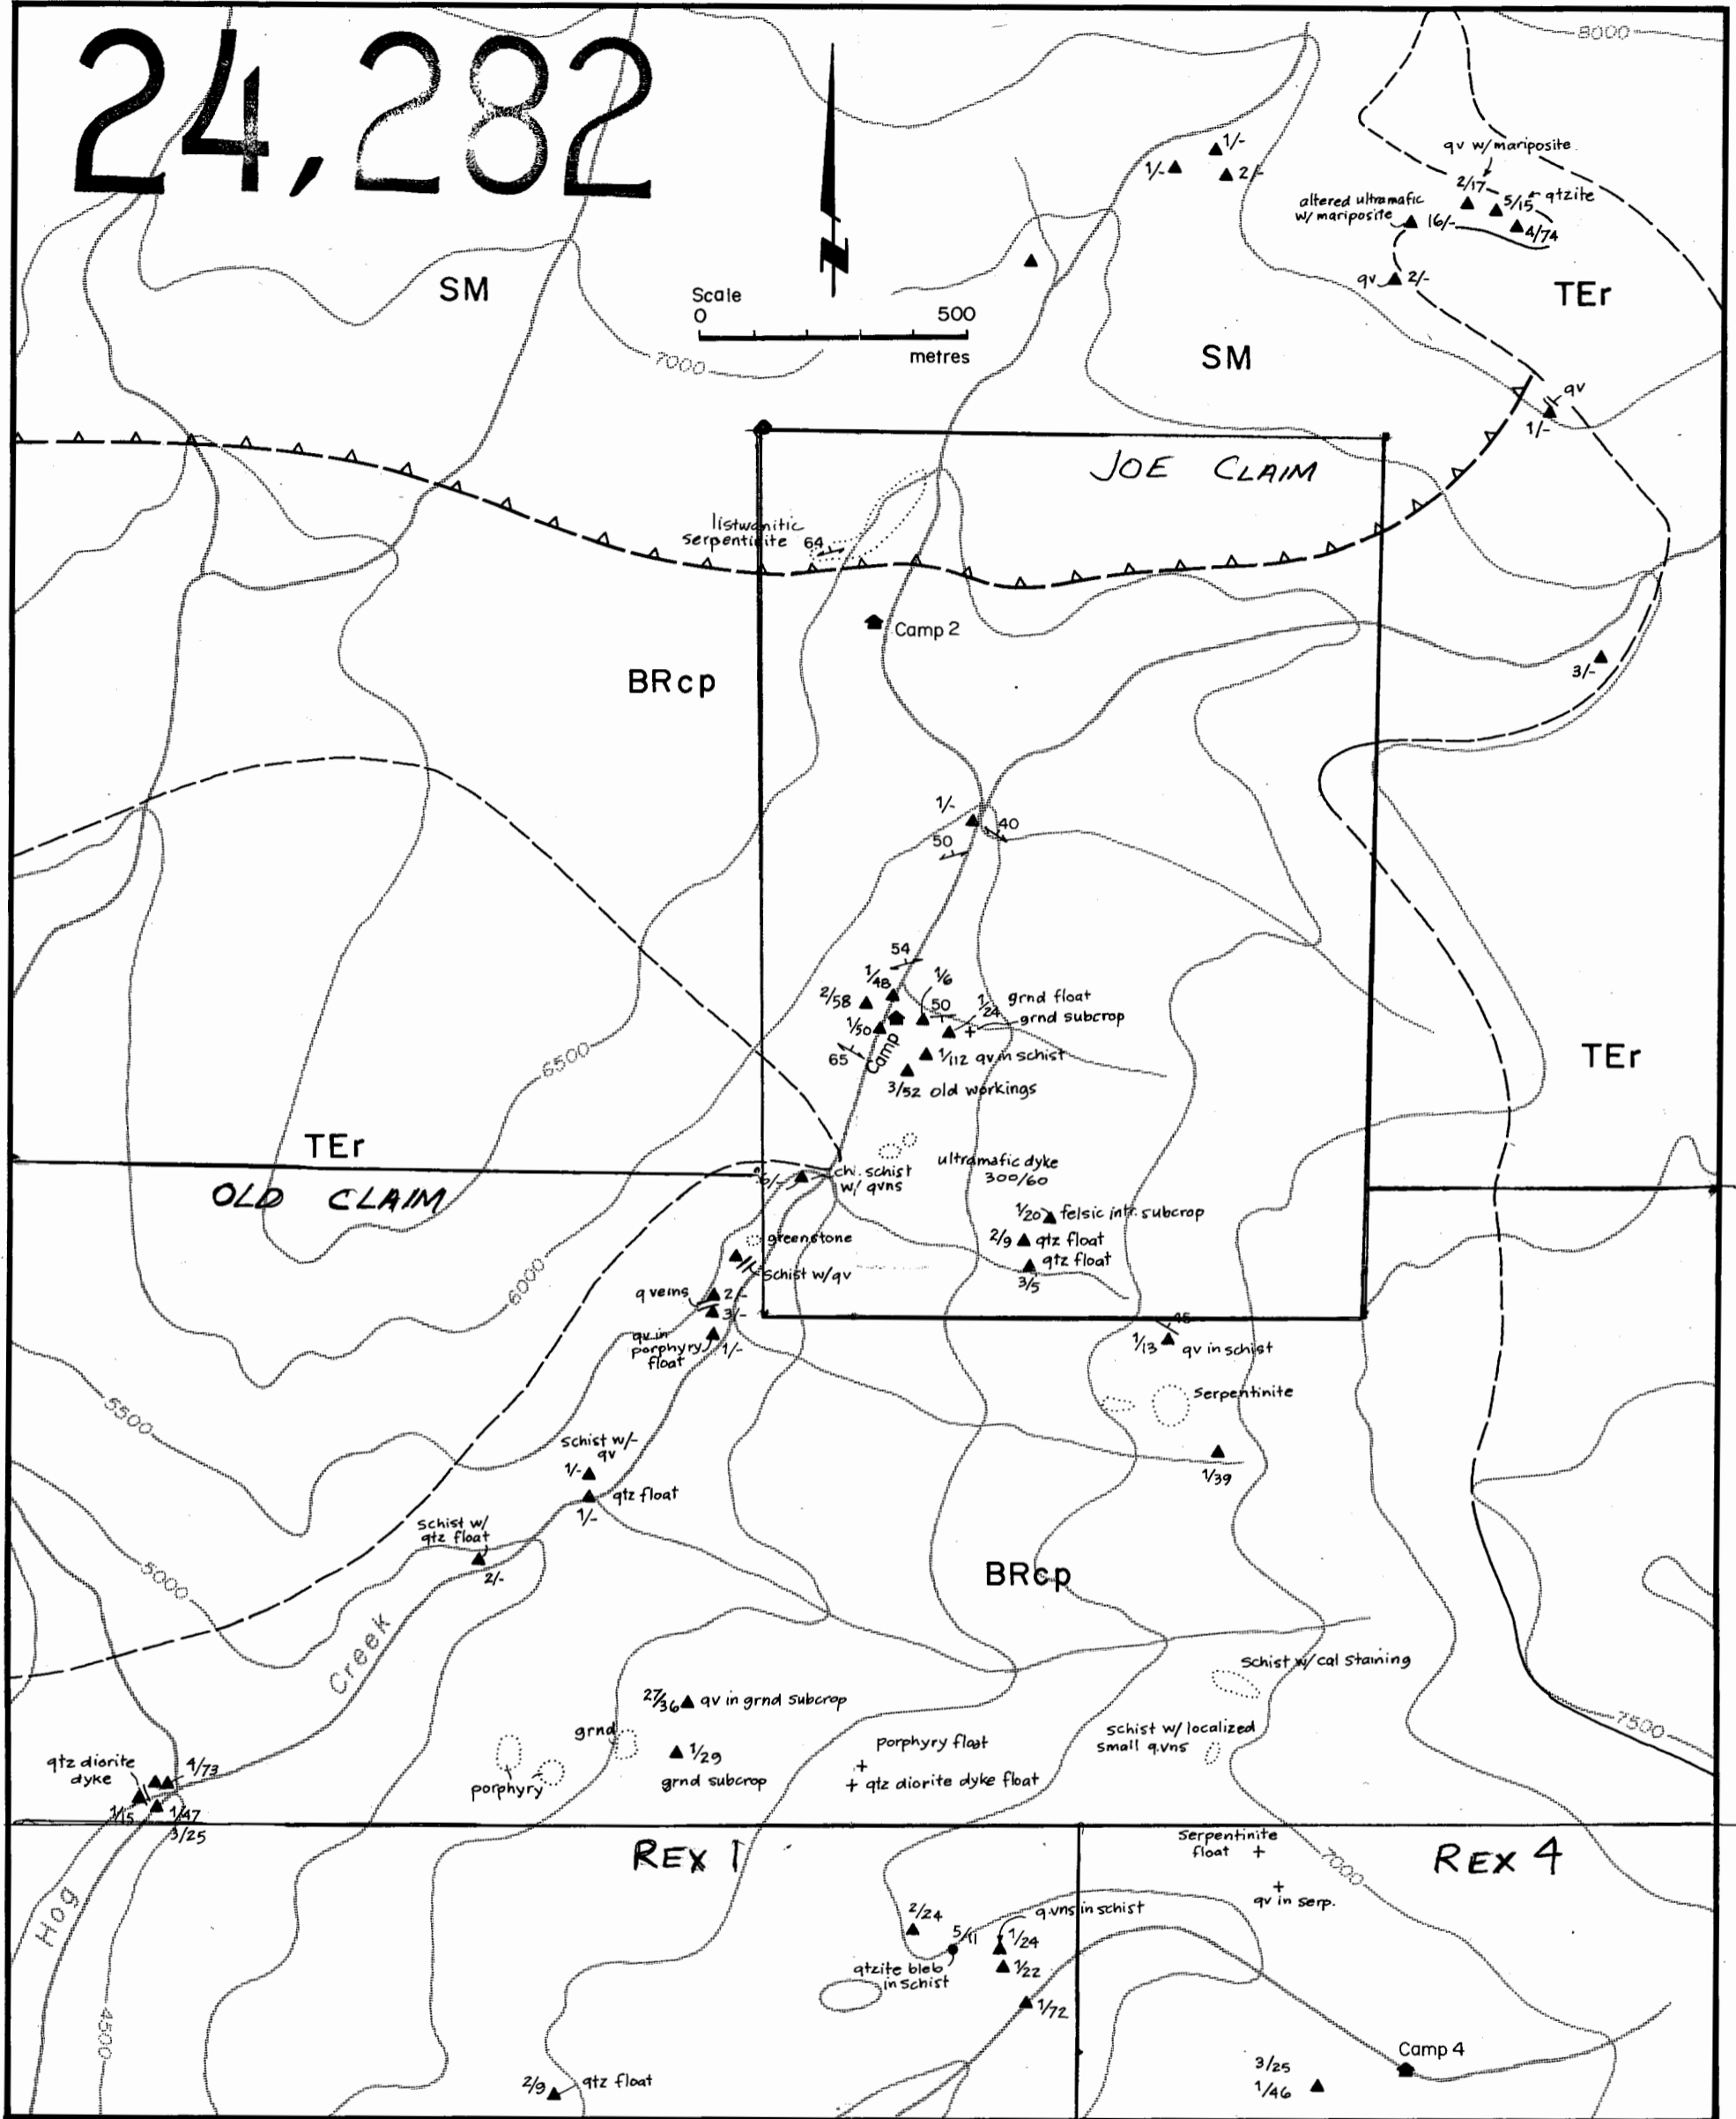 24,282
8000
1/-
1/-
2/-
qv w/mariposite
2/17
5/15
qtzite
altered ultramafic
w/mariposite
16/-
4/74
qv
2/-
TEr
SM
Scale
0
500
metres
7000
SM
qv
1/-
JOE CLAIM
listwanitic
serpentinite
64
Camp 2
BRcp
3/-
1/-
40
50
54
1/48
1/6
2/58
50
1/24
grnd float
grnd subcrop
1/50
65
Camp
1/112 qv in schist
3/52 old workings
6500
TEr
TEr
chl. schist
w/ qvns
ultramafic dyke
300/60
OLD CLAIM
1/20
felsic intr. subcrop
2/9
qtz float
qtz float
3/5
greenstone
schist w/qv
6000
q veins
2/-
3/-
qv in
porphyry
float
1/-
45
1/13
qv in schist
5500
Serpentinite
Schist w/-
qv
1/-
1/39
qtz float
1/-
Schist w/
qtz float
2/-
5000
BRcp
Creek
Schist w/cal staining
27/36
qv in grnd subcrop
7500
grnd
schist w/ localized
small q.vns
porphyry float
1/29
grnd subcrop
qtz diorite
dyke
4/73
porphyry
qtz diorite dyke float
1/15
1/47
3/25
REX 1
Serpentinite
float
REX 4
7000
Hog
qv in serp.
2/24
q.vns in schist
5/11
1/24
qtzite bleb
in schist
1/22
1/72
4500
Camp 4
3/25
1/46
2/9
qtz float